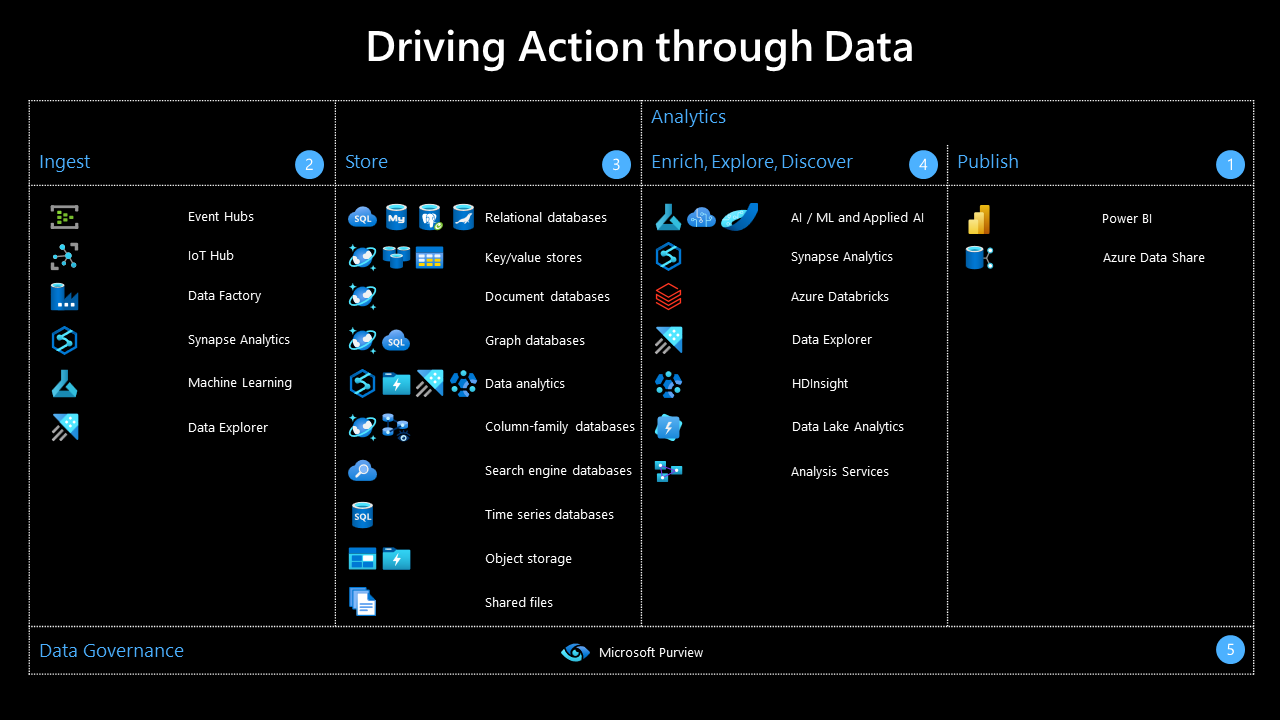 Driving Action through Data
Analytics
Ingest
2
Store
3
Enrich, Explore, Discover
4
Publish
1
Event Hubs
IoT Hub
Data Factory
Synapse Analytics
Machine Learning
Data Explorer
SQL
My
Relational databases
Key/value stores
Document databases
SQL
Graph databases
Data analytics
Column-family databases
Search engine databases
SQL
Time series databases
Object storage
Shared files
AI / ML and Applied AI
Synapse Analytics
Azure Databricks
Data Explorer
HDInsight
Data Lake Analytics
Analysis Services
Power BI
Azure Data Share
Data Governance
Microsoft Purview
5